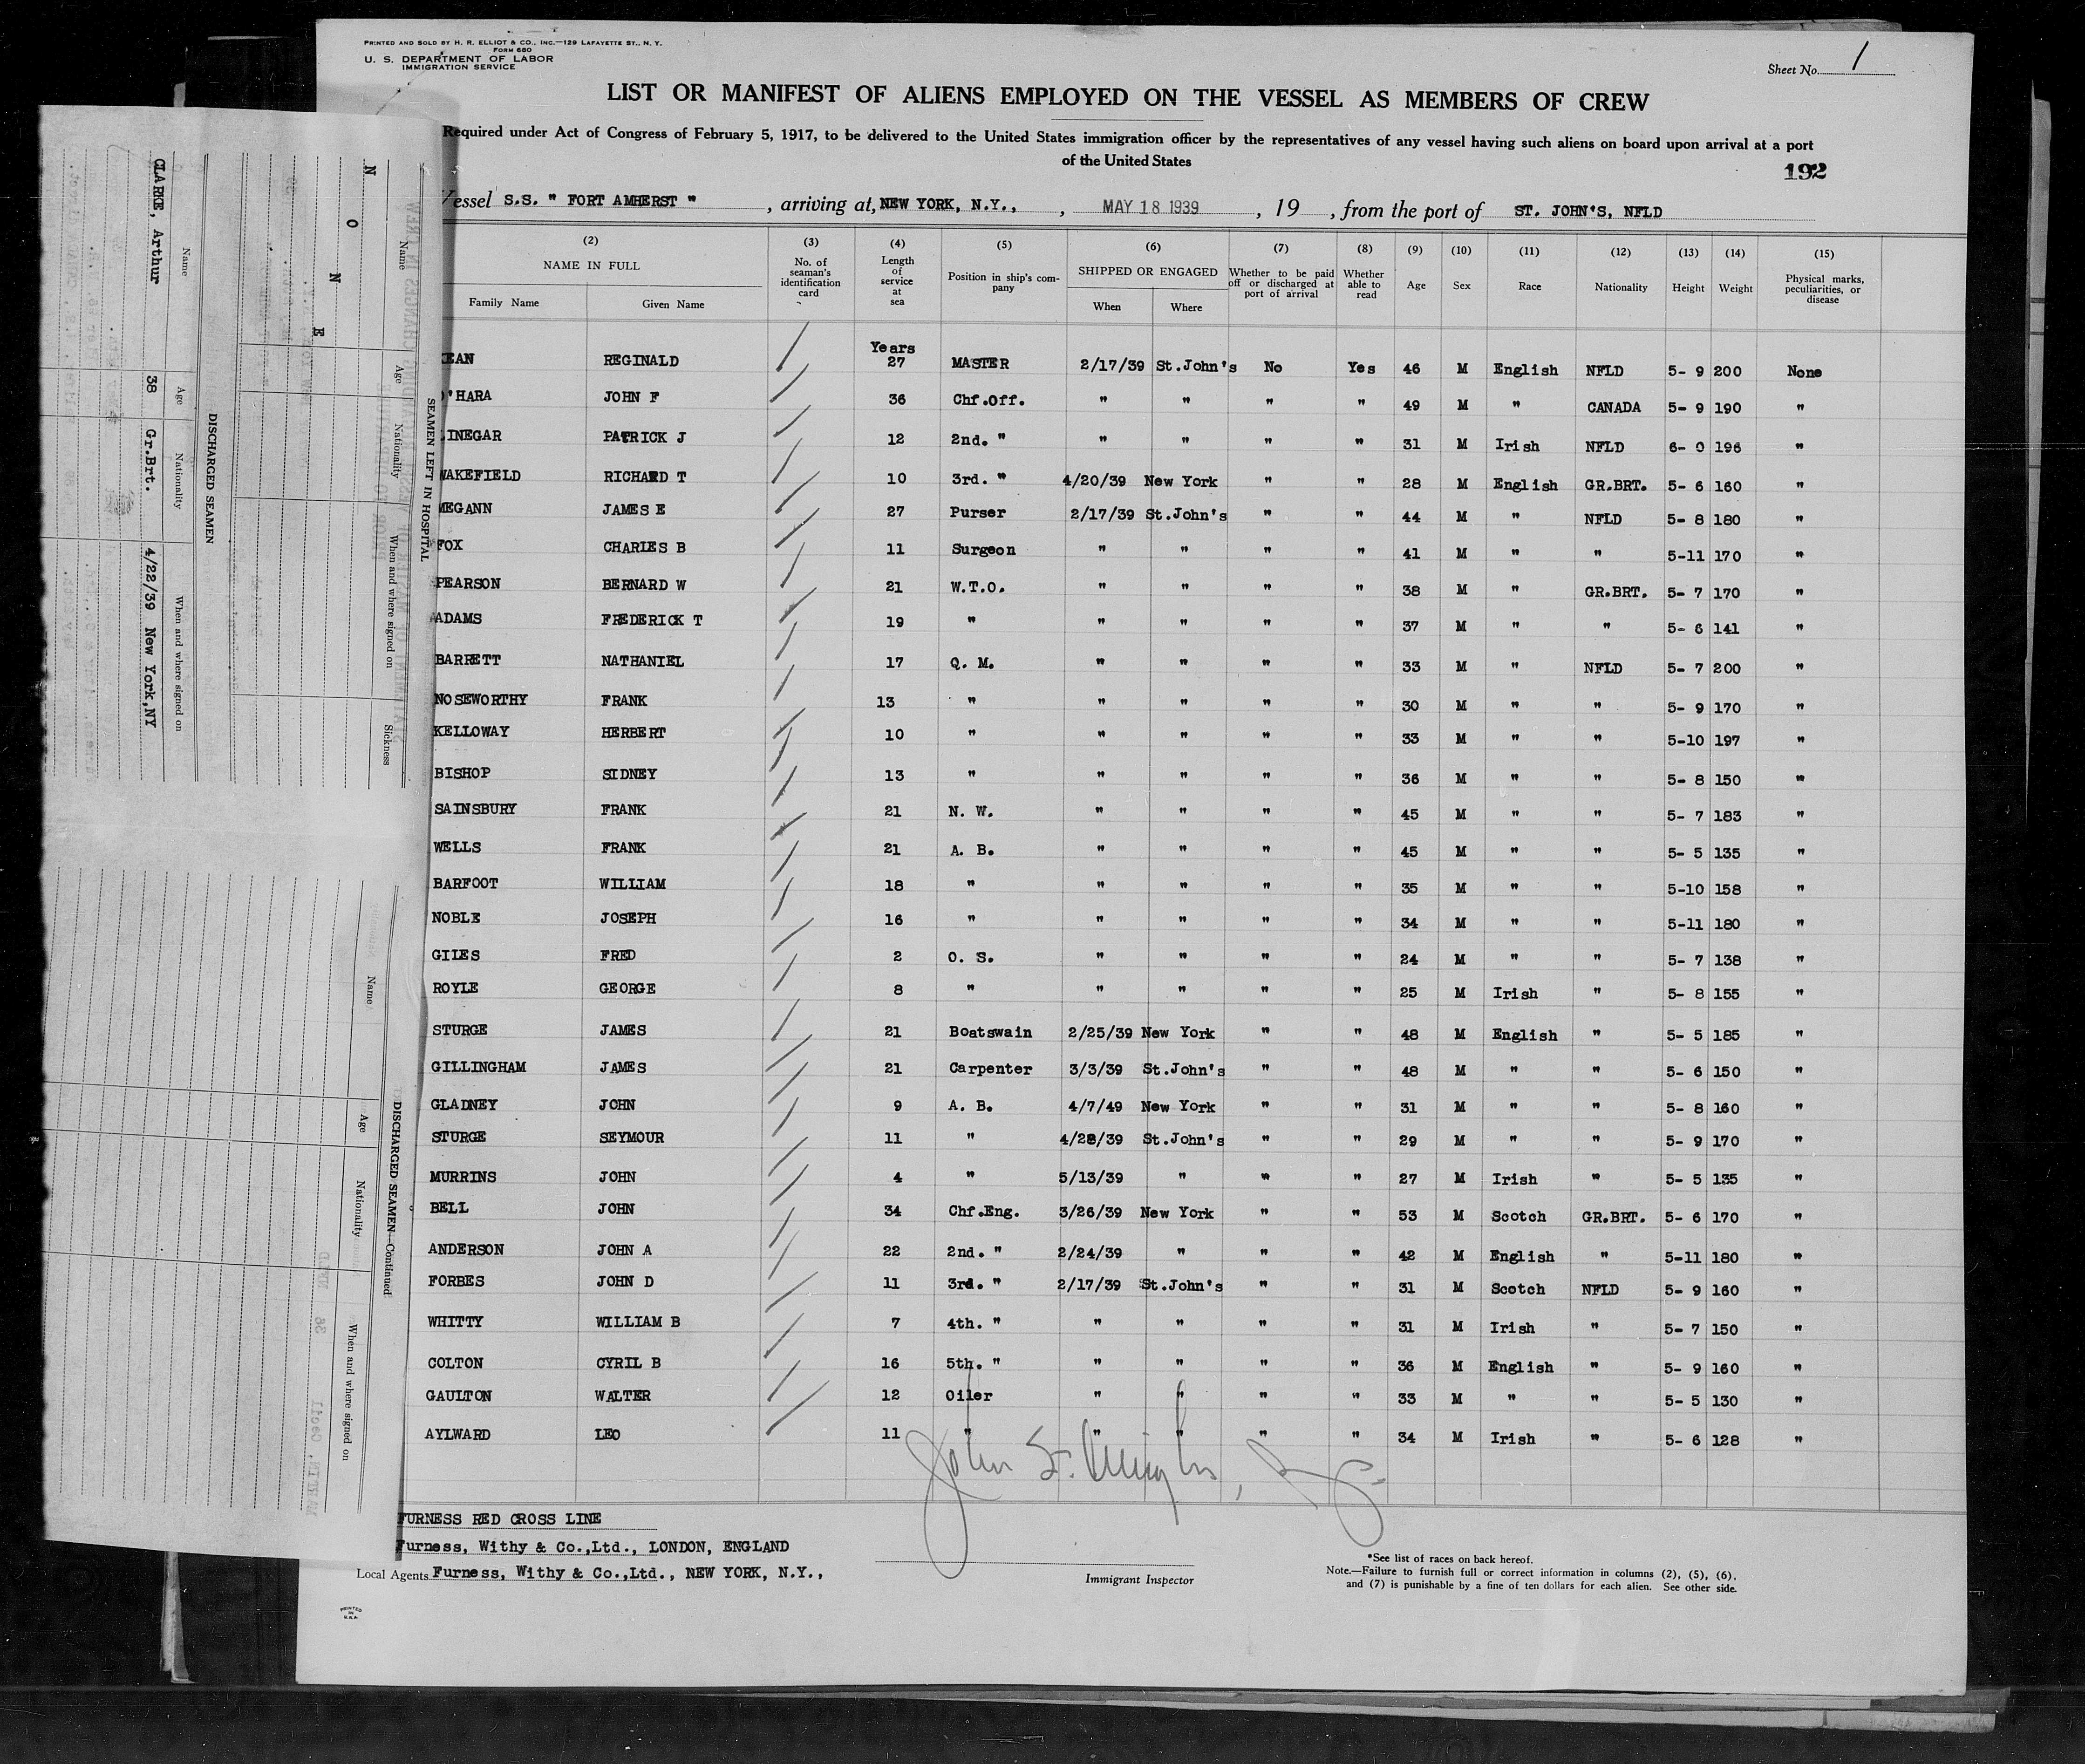 PRINTED AND SOLD BY H. R. ELLIOT & CO., INC.—129 LAFAYETTE ST., N. Y.
FORM 680
U. S. DEPARTMENT OF LABOR
IMMIGRATION SERVICE
Sheet No. 1
LIST OR MANIFEST OF ALIENS EMPLOYED ON THE VESSEL AS MEMBERS OF CREW
Required under Act of Congress of February 5, 1917, to be delivered to the United States immigration officer by the representatives of any vessel having such aliens on board upon arrival at a port
of the United States
192
Vessel S.S. " FORT AMHERST " , arriving at, NEW YORK, N.Y., , MAY 18 1939 , 19 , from the port of ST. JOHN'S, NFLD
(2) (3) (4) (5) (6) (7) (8) (9) (10) (11) (12) (13) (14) (15)
NAME IN FULL No. of seaman's identification card Length of service at sea Position in ship's company SHIPPED OR ENGAGED Whether to be paid off or discharged at port of arrival Whether able to read Age Sex Race Nationality Height Weight Physical marks, peculiarities, or disease
Family Name Given Name When Where
Years
KEAN REGINALD 27 MASTER 2/17/39 St.John's No Yes 46 M English NFLD 5- 9 200 None
O'HARA JOHN F 36 Chf.Off. " " " " 49 M " CANADA 5- 9 190 "
LINEGAR PATRICK J 12 2nd. " " " " " 31 M Irish NFLD 6- 0 196 "
WAKEFIELD RICHARD T 10 3rd. " 4/20/39 New York " " 28 M English GR.BRT. 5- 6 160 "
MEGANN JAMES E 27 Purser 2/17/39 St.John's " " 44 M " NFLD 5- 8 180 "
FOX CHARLES B 11 Surgeon " " " " 41 M " " 5-11 170 "
PEARSON BERNARD W 21 W.T.O. " " " " 38 M " GR.BRT. 5- 7 170 "
ADAMS FREDERICK T 19 " " " " " 37 M " " 5- 6 141 "
BARRETT NATHANIEL 17 Q. M. " " " " 33 M " NFLD 5- 7 200 "
NOSEWORTHY FRANK 13 " " " " " 30 M " " 5- 9 170 "
KELLOWAY HERBERT 10 " " " " " 33 M " " 5-10 197 "
BISHOP SIDNEY 13 " " " " " 36 M " " 5- 8 150 "
SAINSBURY FRANK 21 N. W. " " " " 45 M " " 5- 7 183 "
WELLS FRANK 21 A. B. " " " " 45 M " " 5- 5 135 "
BARFOOT WILLIAM 18 " " " " " 35 M " " 5-10 158 "
NOBLE JOSEPH 16 " " " " " 34 M " " 5-11 180 "
GILES FRED 2 O. S. " " " " 24 M " " 5- 7 138 "
ROYLE GEORGE 8 " " " " " 25 M Irish " 5- 8 155 "
STURGE JAMES 21 Boatswain 2/25/39 New York " " 48 M English " 5- 5 185 "
GILLINGHAM JAMES 21 Carpenter 3/3/39 St.John's " " 48 M " " 5- 6 150 "
GLADNEY JOHN 9 A. B. 4/7/49 New York " " 31 M " " 5- 8 160 "
STURGE SEYMOUR 11 " 4/28/39 St.John's " " 29 M " " 5- 9 170 "
MURRINS JOHN 4 " 5/13/39 " " " 27 M Irish " 5- 5 135 "
BELL JOHN 34 Chf.Eng. 3/26/39 New York " " 53 M Scotch GR.BRT. 5- 6 170 "
ANDERSON JOHN A 22 2nd. " 2/24/39 " " " 42 M English " 5-11 180 "
FORBES JOHN D 11 3rd. " 2/17/39 St.John's " " 31 M Scotch NFLD 5- 9 160 "
WHITTY WILLIAM B 7 4th. " " " " " 31 M Irish " 5- 7 150 "
COLTON CYRIL B 16 5th. " " " " " 36 M English " 5- 9 160 "
GAULTON WALTER 12 Oiler " " " " 33 M " " 5- 5 130 "
AYLWARD LEO 11 " " " " " 34 M Irish " 5- 6 128 "
John
FURNESS RED CROSS LINE
Furness, Withy & Co.,Ltd., LONDON, ENGLAND
Local Agents Furness, Withy & Co.,Ltd., NEW YORK, N.Y.,
Immigrant Inspector
*See list of races on back hereof.
Note.—Failure to furnish full or correct information in columns (2), (5), (6),
and (7) is punishable by a fine of ten dollars for each alien. See other side.
PRINTED IN U.S.A.
SEAMEN LEFT IN HOSPITAL
Name Age Nationality When and where signed on Sickness
N O N E
DISCHARGED SEAMEN
Name Age Nationality When and where signed on
CLARKE, Arthur 38 Gr.Brt. 4/22/39 New York,NY
DISCHARGED SEAMEN—Continued
Name Age Nationality When and where signed on